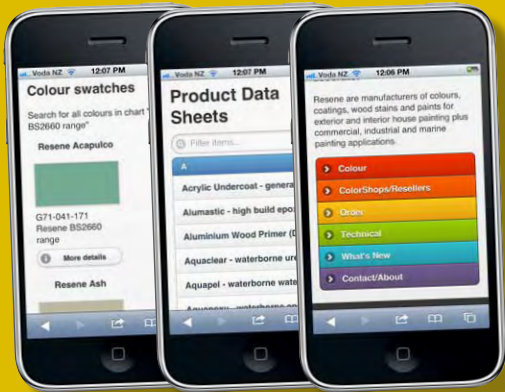 Voda NZ 12:07 PM
Colour swatches
Search for all colours in chart "
BS2660 range"
Resene Acapulco
G71-041-171
Resene BS2660
range
More details
Resene Ash
Voda NZ 12:07 PM
Product Data
Sheets
Filter items...
A
Acrylic Undercoat - genera
Alumastic - high build epo
Aluminium Wood Primer (D
Aquaclear - waterborne ure
Aquapel - waterborne wate
Voda NZ 12:06 PM
Resene are manufacturers of colours,
coatings, wood stains and paints for
exterior and interior house painting plus
commercial, industrial and marine
painting applications.
Colour
ColorShops/Resellers
Order
Technical
What's New
Contact/About